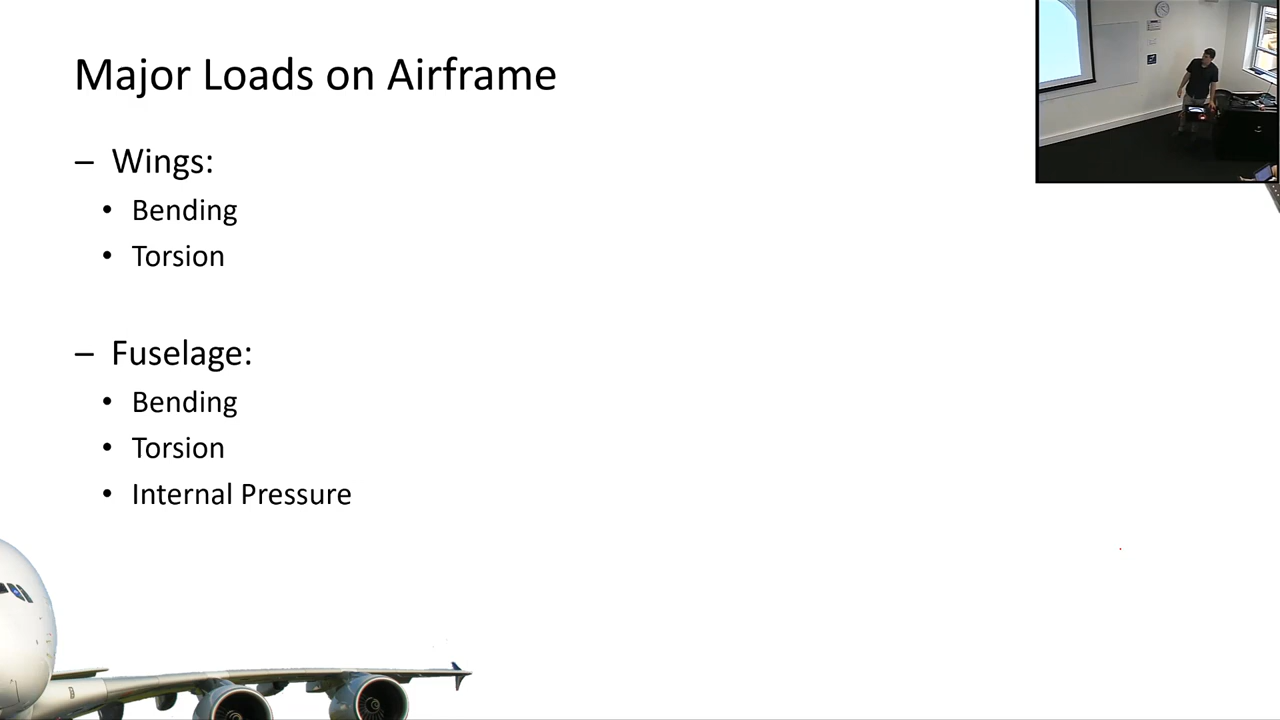 Major Loads on Airframe
– Wings:
• Bending
• Torsion
– Fuselage:
• Bending
• Torsion
• Internal Pressure